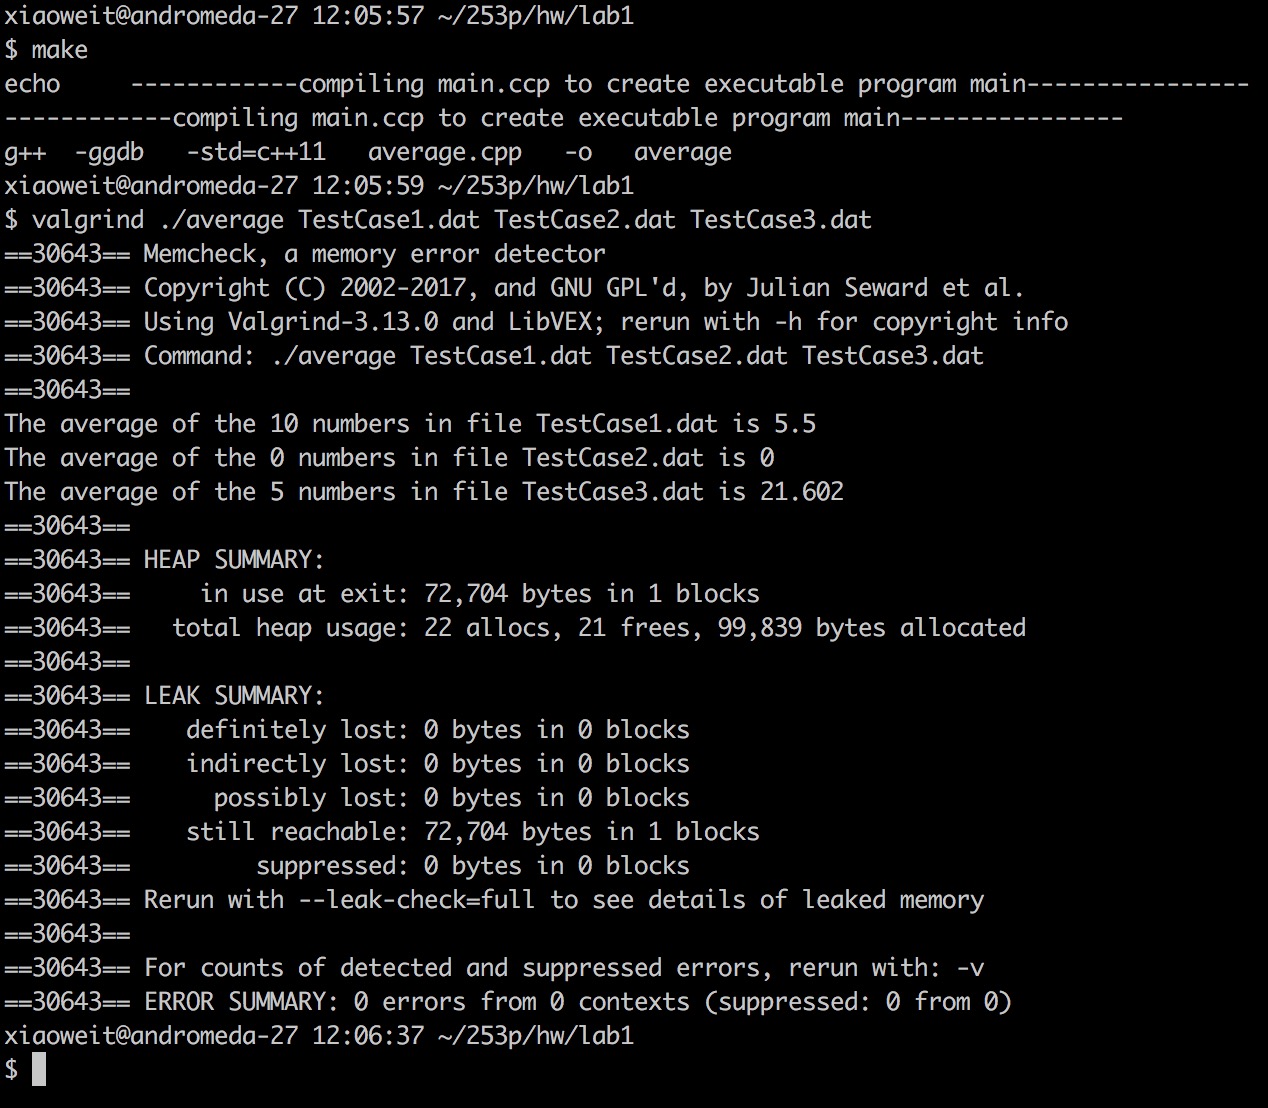 xiaoweit@andromeda-27 12:05:57 ~/253p/hw/lab1
$ make
echo     ------------compiling main.ccp to create executable program main----------------
------------compiling main.ccp to create executable program main----------------
g++  -ggdb   -std=c++11   average.cpp   -o   average
xiaoweit@andromeda-27 12:05:59 ~/253p/hw/lab1
$ valgrind ./average TestCase1.dat TestCase2.dat TestCase3.dat
==30643== Memcheck, a memory error detector
==30643== Copyright (C) 2002-2017, and GNU GPL'd, by Julian Seward et al.
==30643== Using Valgrind-3.13.0 and LibVEX; rerun with -h for copyright info
==30643== Command: ./average TestCase1.dat TestCase2.dat TestCase3.dat
==30643==
The average of the 10 numbers in file TestCase1.dat is 5.5
The average of the 0 numbers in file TestCase2.dat is 0
The average of the 5 numbers in file TestCase3.dat is 21.602
==30643==
==30643== HEAP SUMMARY:
==30643==     in use at exit: 72,704 bytes in 1 blocks
==30643==   total heap usage: 22 allocs, 21 frees, 99,839 bytes allocated
==30643==
==30643== LEAK SUMMARY:
==30643==    definitely lost: 0 bytes in 0 blocks
==30643==    indirectly lost: 0 bytes in 0 blocks
==30643==      possibly lost: 0 bytes in 0 blocks
==30643==    still reachable: 72,704 bytes in 1 blocks
==30643==         suppressed: 0 bytes in 0 blocks
==30643== Rerun with --leak-check=full to see details of leaked memory
==30643==
==30643== For counts of detected and suppressed errors, rerun with: -v
==30643== ERROR SUMMARY: 0 errors from 0 contexts (suppressed: 0 from 0)
xiaoweit@andromeda-27 12:06:37 ~/253p/hw/lab1
$